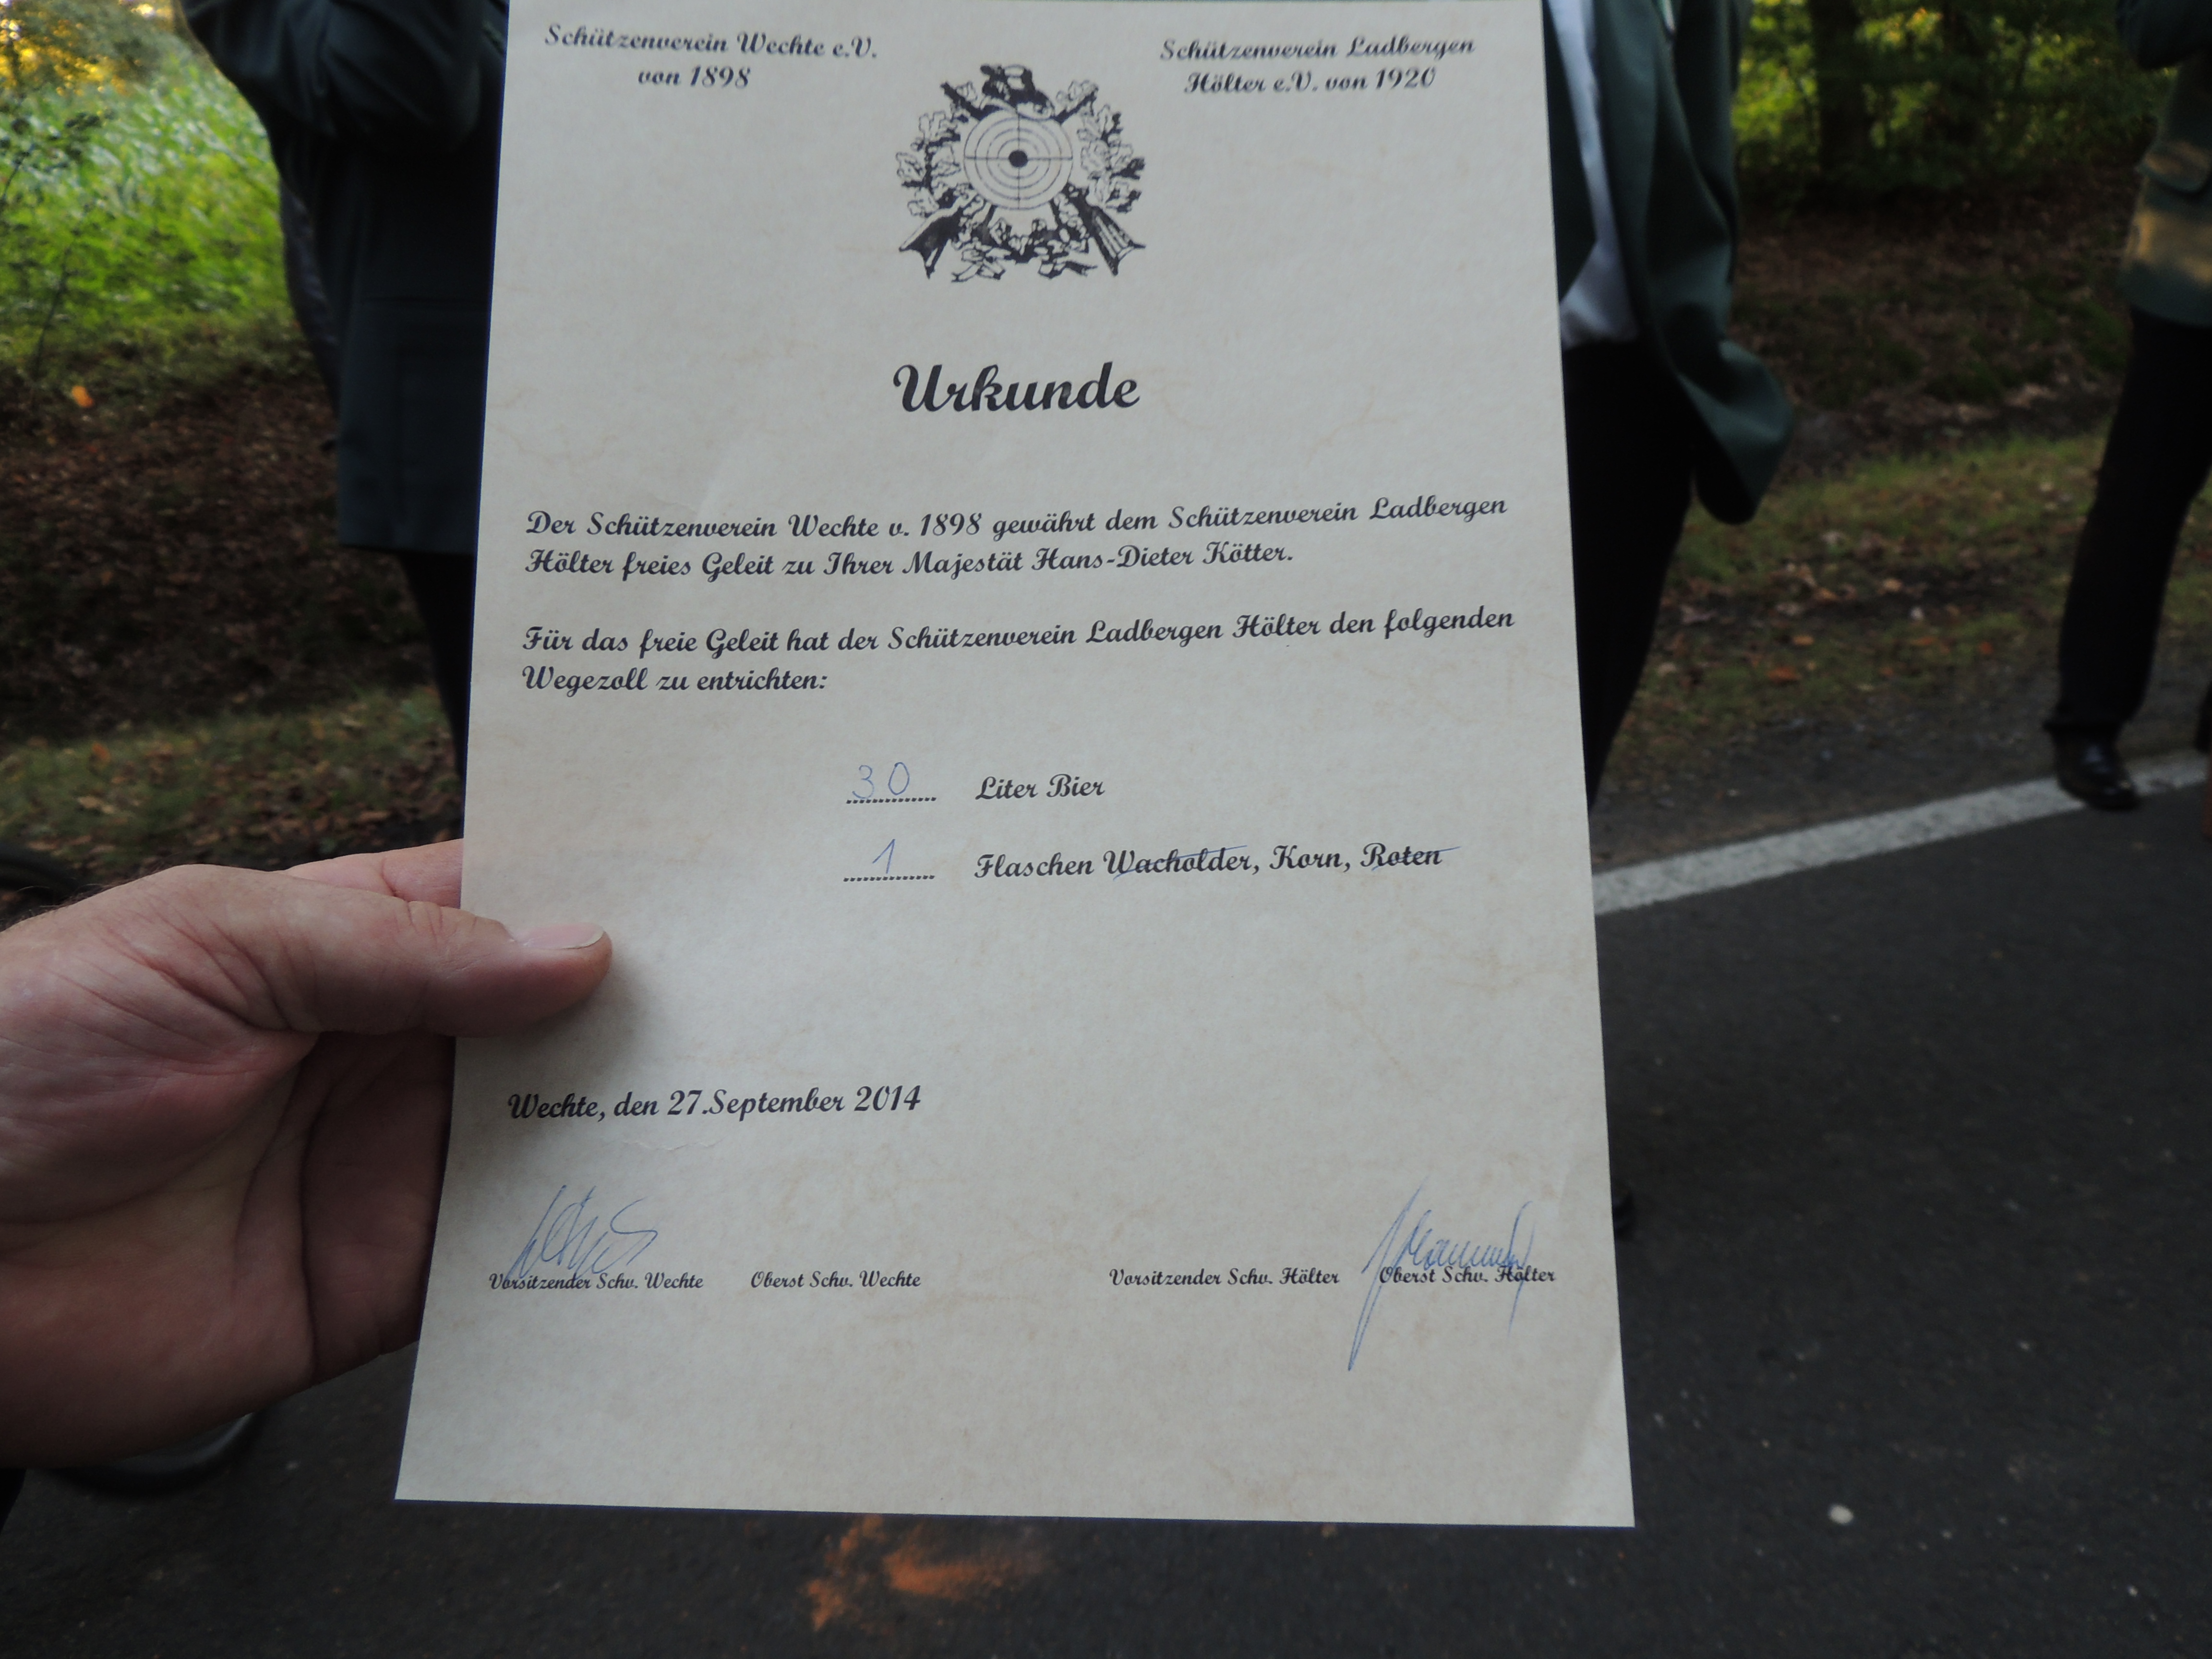 Schützenverein Wechte e.V.
von 1898
Schützenverein Ladbergen
Hölter e.V. von 1920
Urkunde
Der Schützenverein Wechte v. 1898 gewährt dem Schützenverein Ladbergen
Hölter freies Geleit zu Ihrer Majestät Hans-Dieter Kötter.
Für das freie Geleit hat der Schützenverein Ladbergen Hölter den folgenden
Wegezoll zu entrichten:
30 Liter Bier
1 Flaschen Wacholder, Korn, Roten
Wechte, den 27.September 2014
Vorsitzender Schv. Wechte Oberst Schv. Wechte Vorsitzender Schv. Hölter Oberst Schv. Hölter